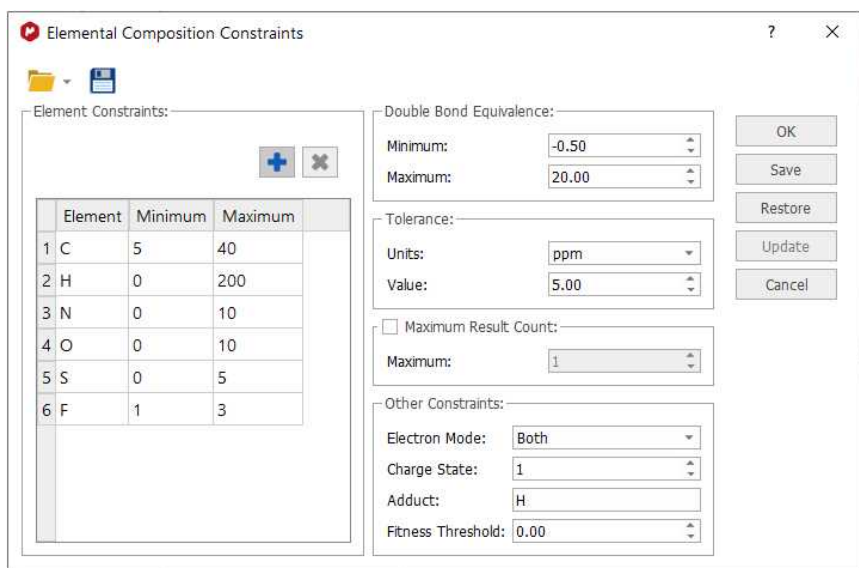 Elemental Composition Constraints
?
Element Constraints:
Element Minimum Maximum
1 C 5 40
2 H 0 200
3 N 0 10
4 O 0 10
5 S 0 5
6 F 1 3
Double Bond Equivalence:
Minimum: -0.50
Maximum: 20.00
Tolerance:
Units: ppm
Value: 5.00
Maximum Result Count:
Maximum: 1
Other Constraints:
Electron Mode: Both
Charge State: 1
Adduct: H
Fitness Threshold: 0.00
OK
Save
Restore
Update
Cancel